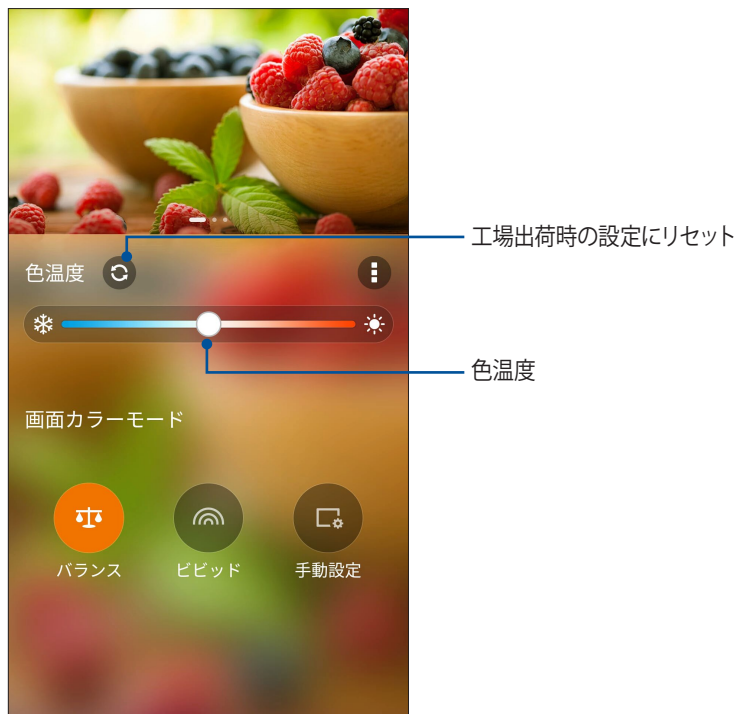 工場出荷時の設定にリセット
色温度
色温度
画面カラーモード
バランス
ビビッド
手動設定